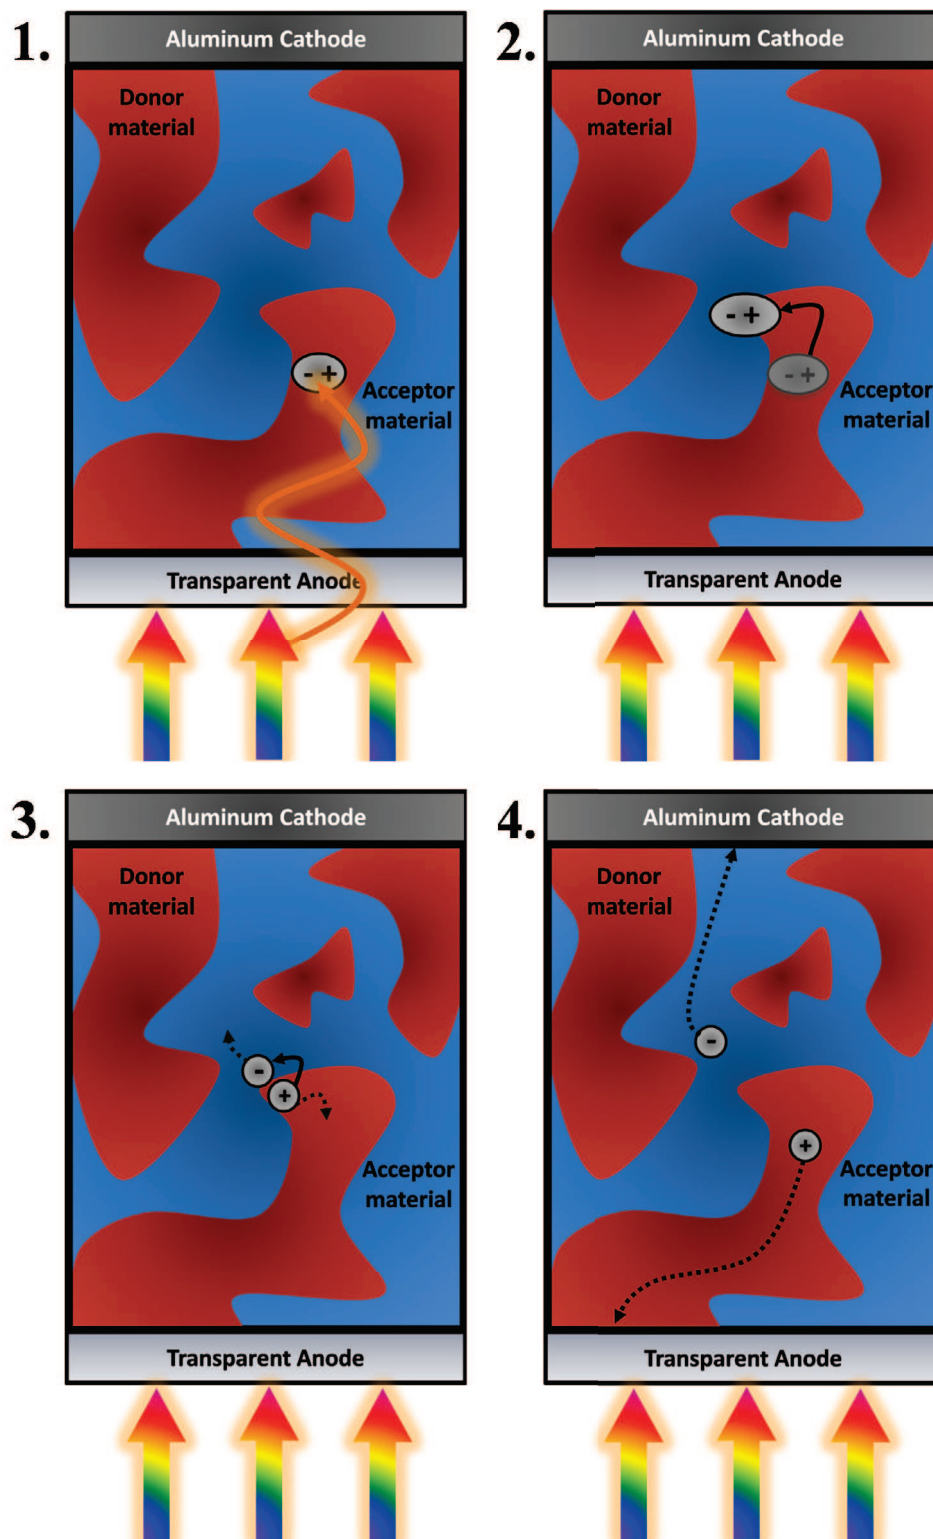 1.
Aluminum Cathode
Donor
material
- +
Acceptor
material
Transparent Anode
2.
Aluminum Cathode
Donor
material
- +
- +
Acceptor
material
Transparent Anode
3.
Aluminum Cathode
Donor
material
-
+
Acceptor
material
Transparent Anode
4.
Aluminum Cathode
Donor
material
-
+
Acceptor
material
Transparent Anode